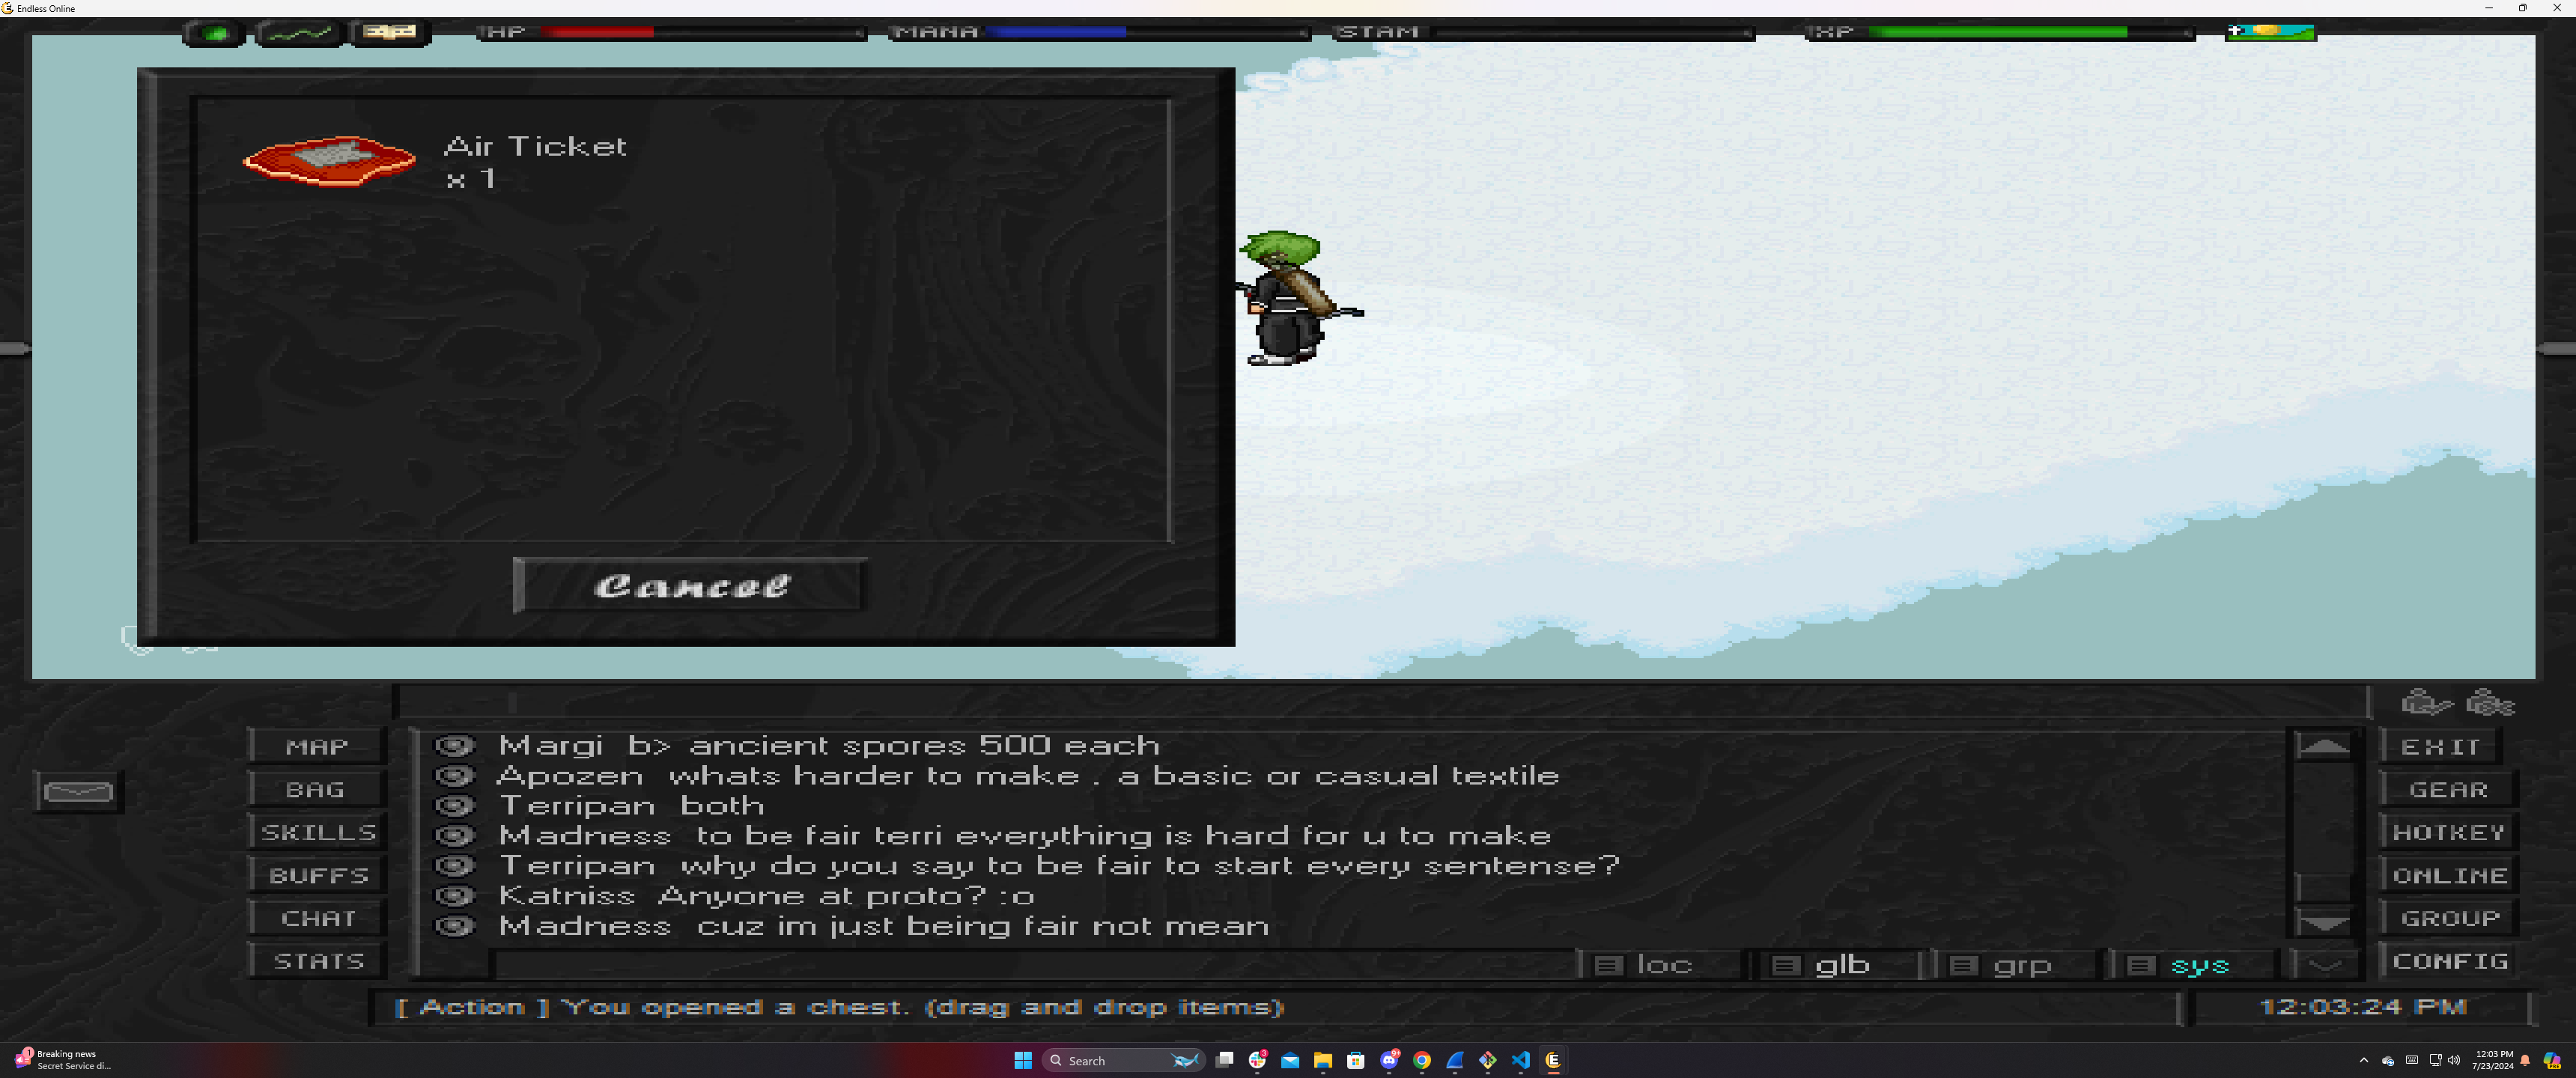 Endless Online
HP
MANA
STAM
XP
Air Ticket
x 1
Cancel
MAP
BAG
SKILLS
BUFFS
CHAT
STATS
Margi b> ancient spores 500 each
Apozen whats harder to make . a basic or casual textile
Terripan both
Madness to be fair terri everything is hard for u to make
Terripan why do you say to be fair to start every sentense?
Katniss Anyone at proto? :o
Madness cuz im just being fair not mean
loc
glb
grp
sys
EXIT
GEAR
HOTKEY
ONLINE
GROUP
CONFIG
[ Action ] You opened a chest. (drag and drop items)
12:03:24 PM
1
Breaking news
Secret Service di...
Search
3
9+
12:03 PM
7/23/2024